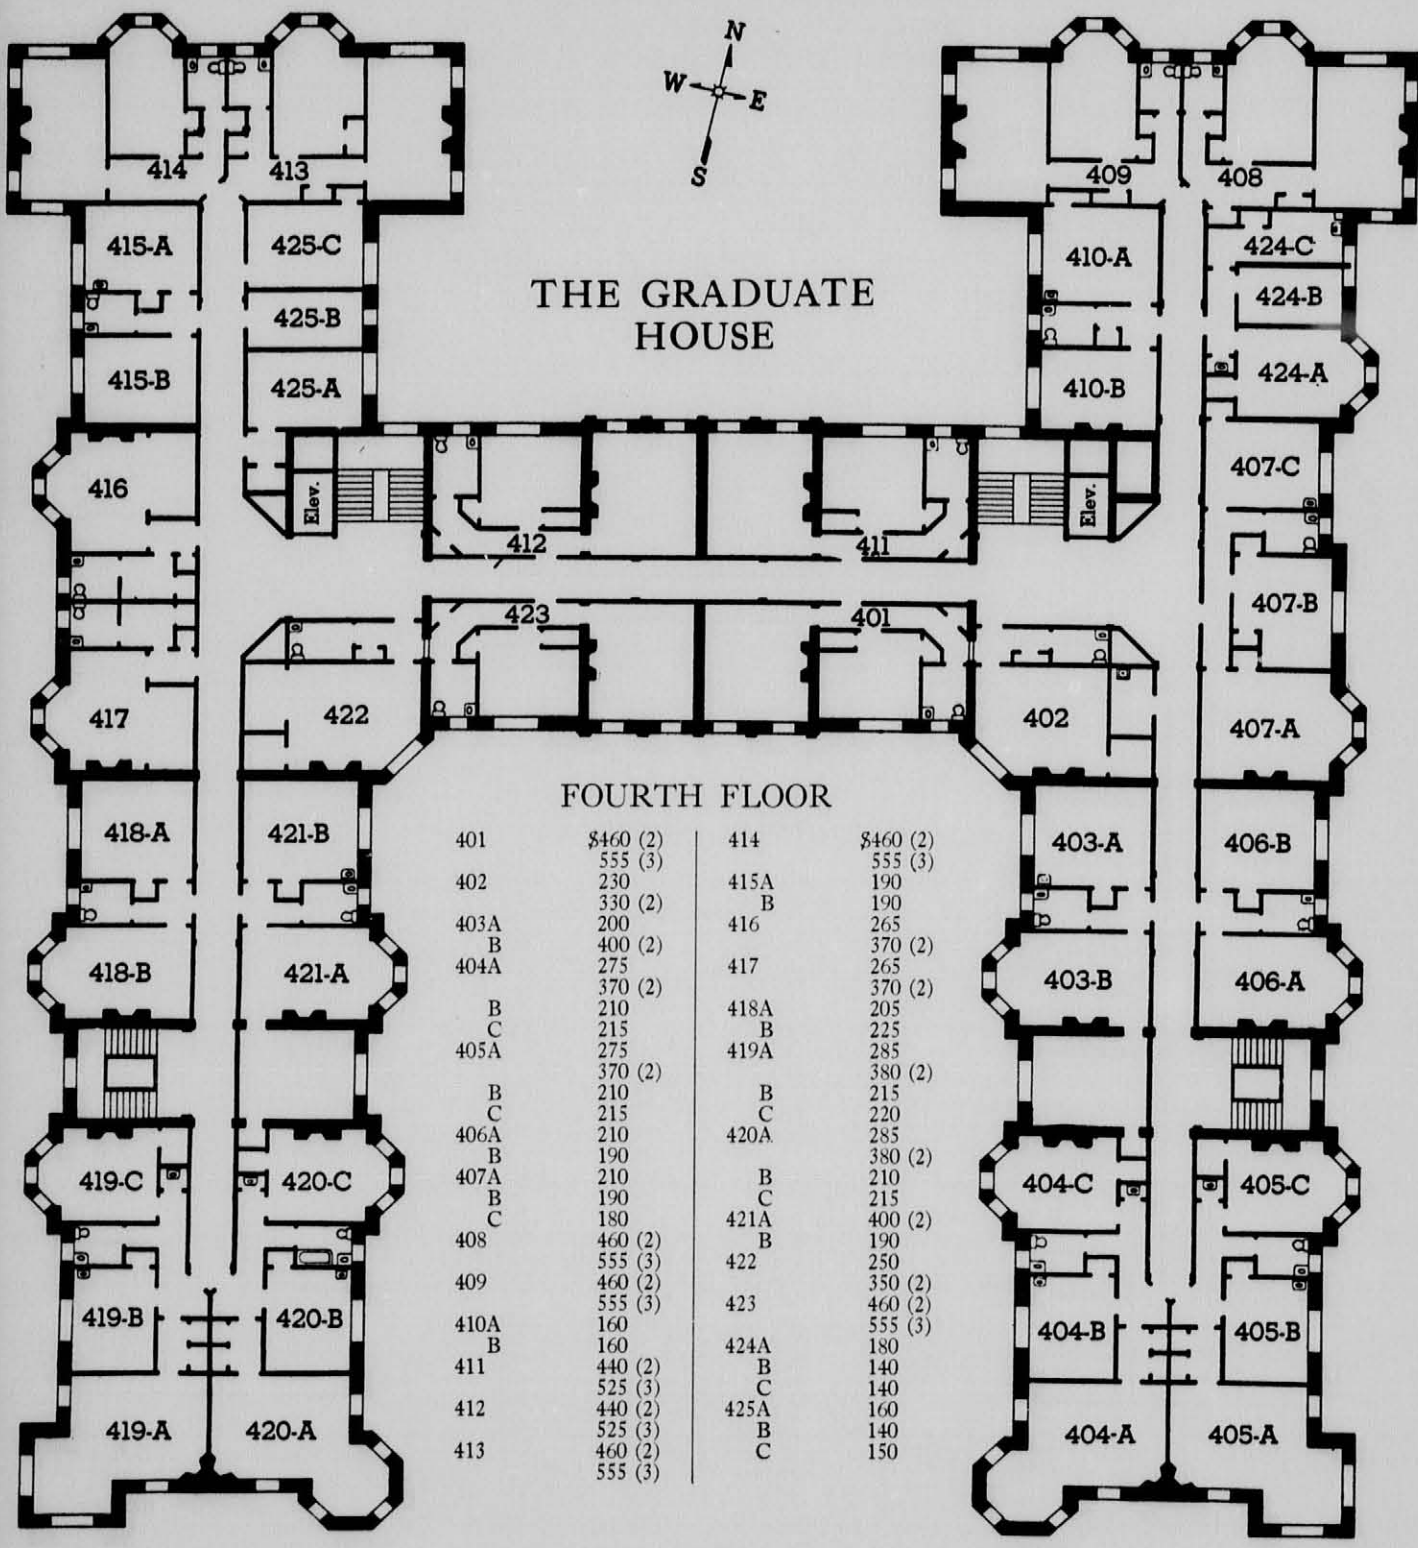 N
W E
S
THE GRADUATE
HOUSE
414 413
409 408
415-A 425-C
410-A 424-C
425-B
424-B
415-B 425-A
410-B 424-A
416
407-C
Elev.
Elev.
412 411
423 401
407-B
417 422
402 407-A
418-A 421-B
403-A 406-B
418-B 421-A
403-B 406-A
419-C 420-C
404-C 405-C
419-B 420-B
404-B 405-B
419-A 420-A
404-A 405-A
FOURTH FLOOR
401 $460 (2)
555 (3)
402 230
330 (2)
403A 200
B 400 (2)
404A 275
370 (2)
B 210
C 215
405A 275
370 (2)
B 210
C 215
406A 210
B 190
407A 210
B 190
C 180
408 460 (2)
555 (3)
409 460 (2)
555 (3)
410A 160
B 160
411 440 (2)
525 (3)
412 440 (2)
525 (3)
413 460 (2)
555 (3)
414 $460 (2)
555 (3)
415A 190
B 190
416 265
370 (2)
417 265
370 (2)
418A 205
B 225
419A 285
380 (2)
B 215
C 220
420A 285
380 (2)
B 210
C 215
421A 400 (2)
B 190
422 250
350 (2)
423 460 (2)
555 (3)
424A 180
B 140
C 140
425A 160
B 140
C 150